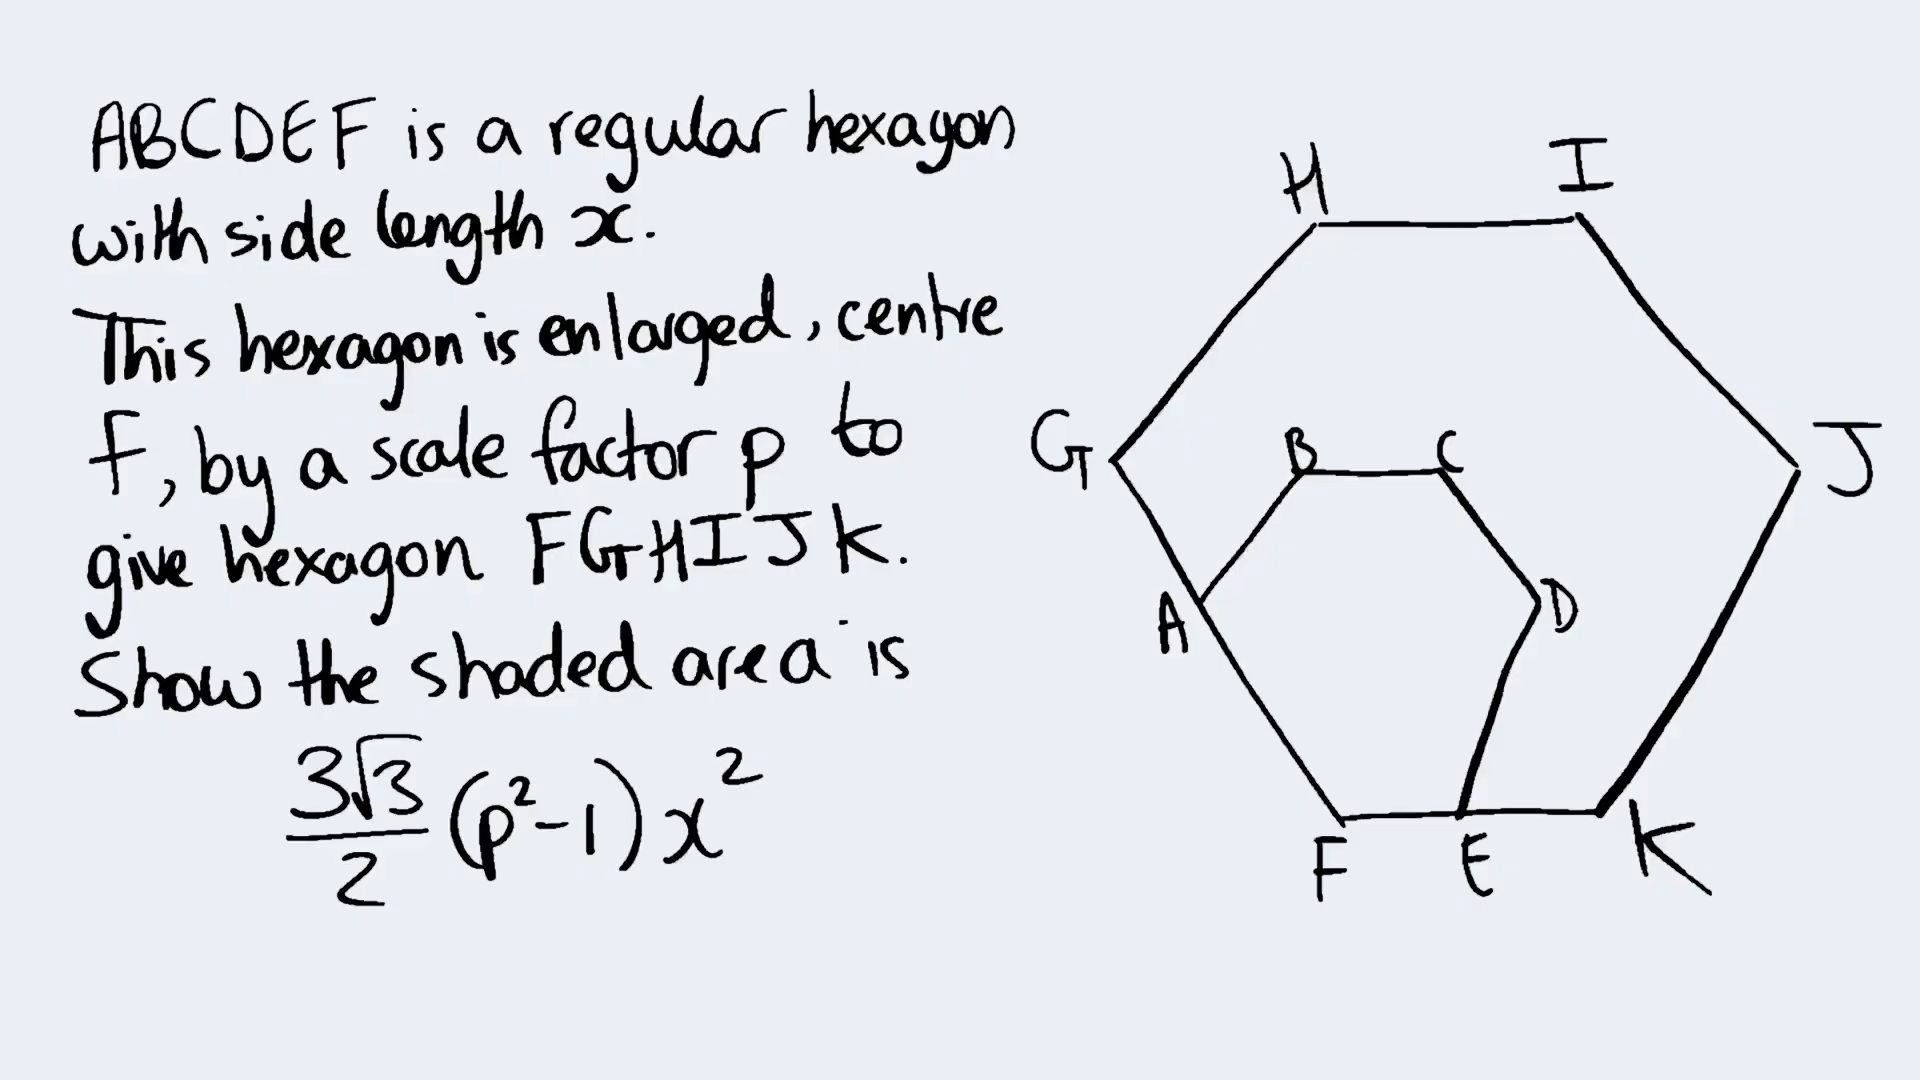 ABCDEF is a regular hexagon
with side length x.
This hexagon is enlarged, centre
F, by a scale factor p to
give hexagon FGHIJK.
Show the shaded area is
3√3/2 (p²-1) x²
H
I
G
B
C
J
A
D
F
E
K